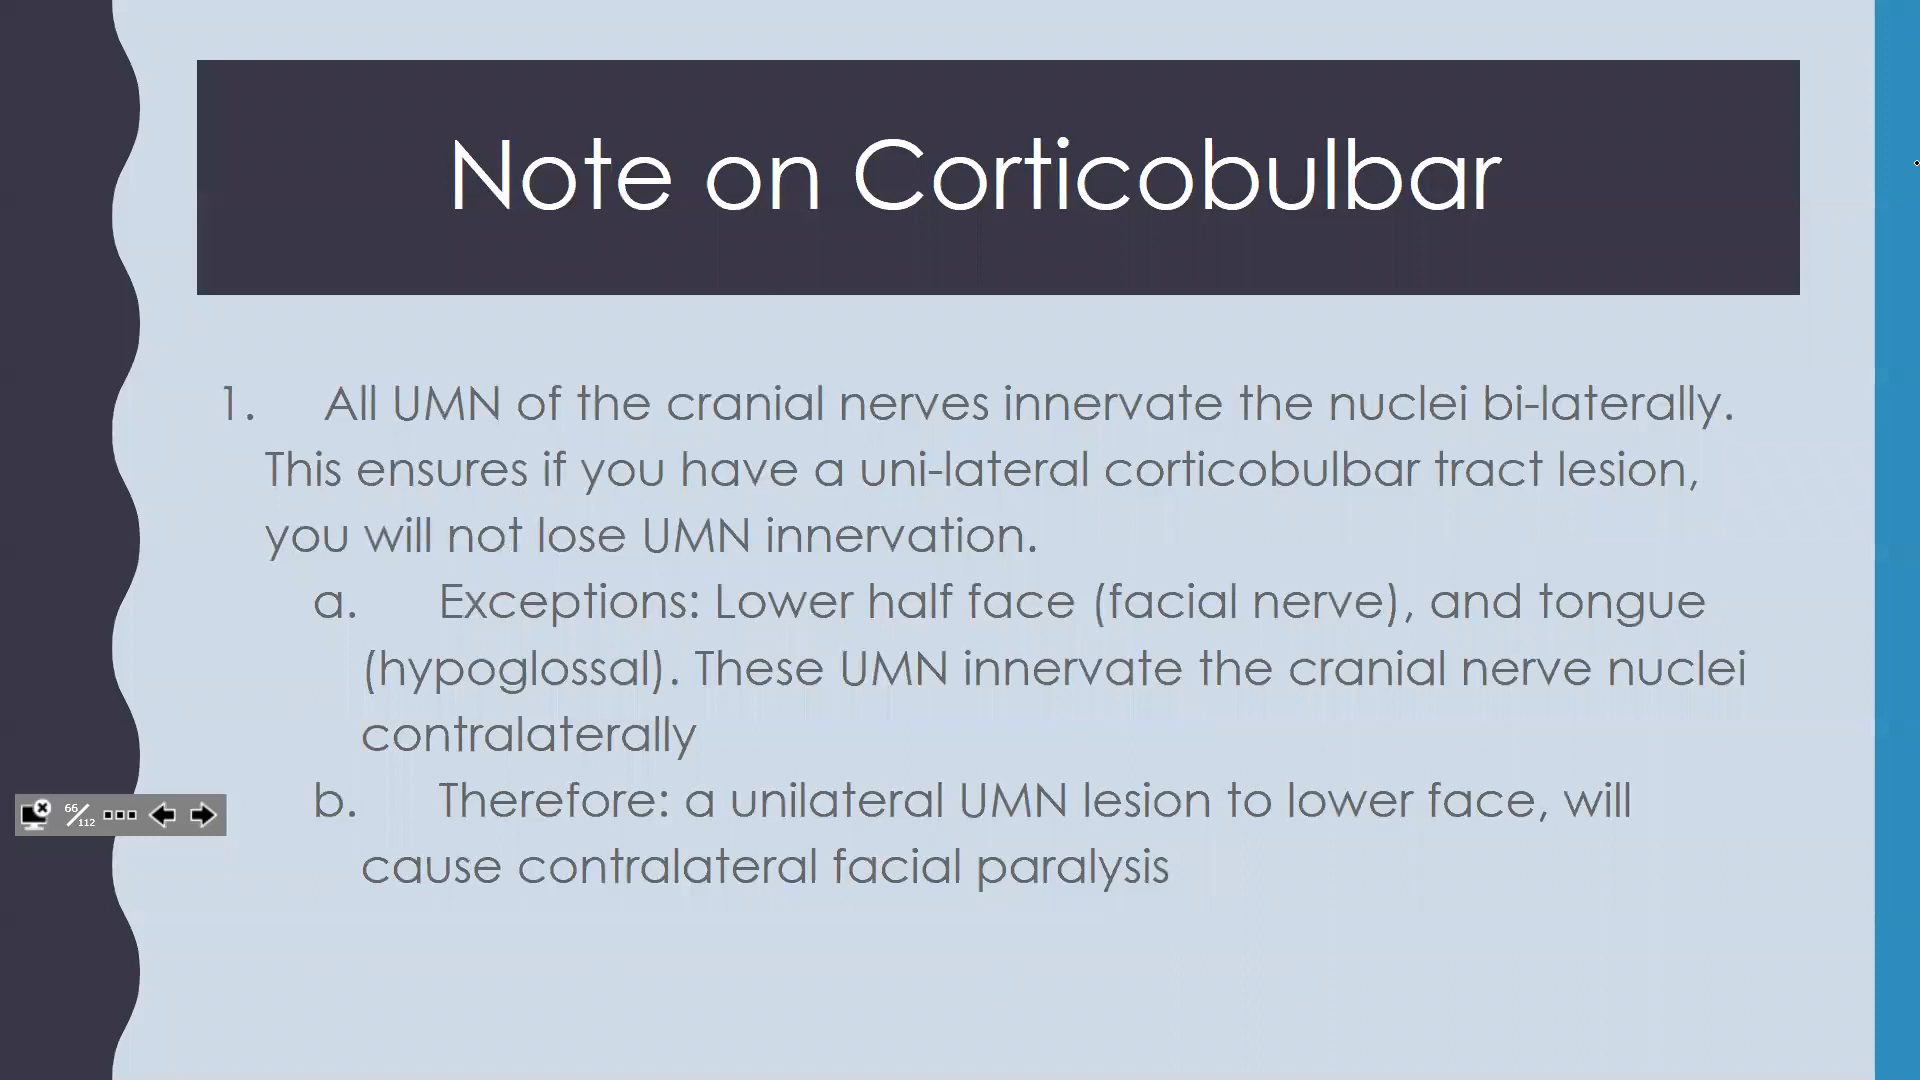 Note on Corticobulbar
1. All UMN of the cranial nerves innervate the nuclei bi-laterally.
This ensures if you have a uni-lateral corticobulbar tract lesion,
you will not lose UMN innervation.
a. Exceptions: Lower half face (facial nerve), and tongue
(hypoglossal). These UMN innervate the cranial nerve nuclei
contralaterally
b. Therefore: a unilateral UMN lesion to lower face, will
cause contralateral facial paralysis
66/112